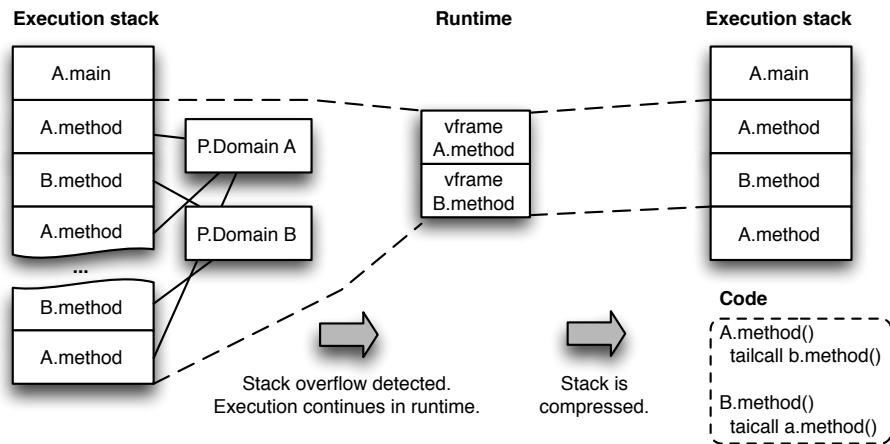 Execution stack
A.main
A.method
B.method
A.method
...
B.method
A.method
P.Domain A
P.Domain B
Stack overflow detected.
Execution continues in runtime.
Runtime
vframe
A.method
vframe
B.method
Stack is
compressed.
Execution stack
A.main
A.method
B.method
A.method
Code
A.method()
tailcall b.method()
B.method()
taicall a.method()